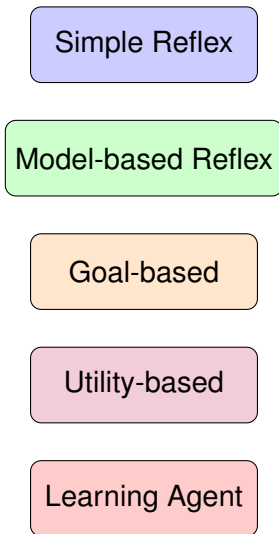 Simple Reflex
Model-based Reflex
Goal-based
Utility-based
Learning Agent